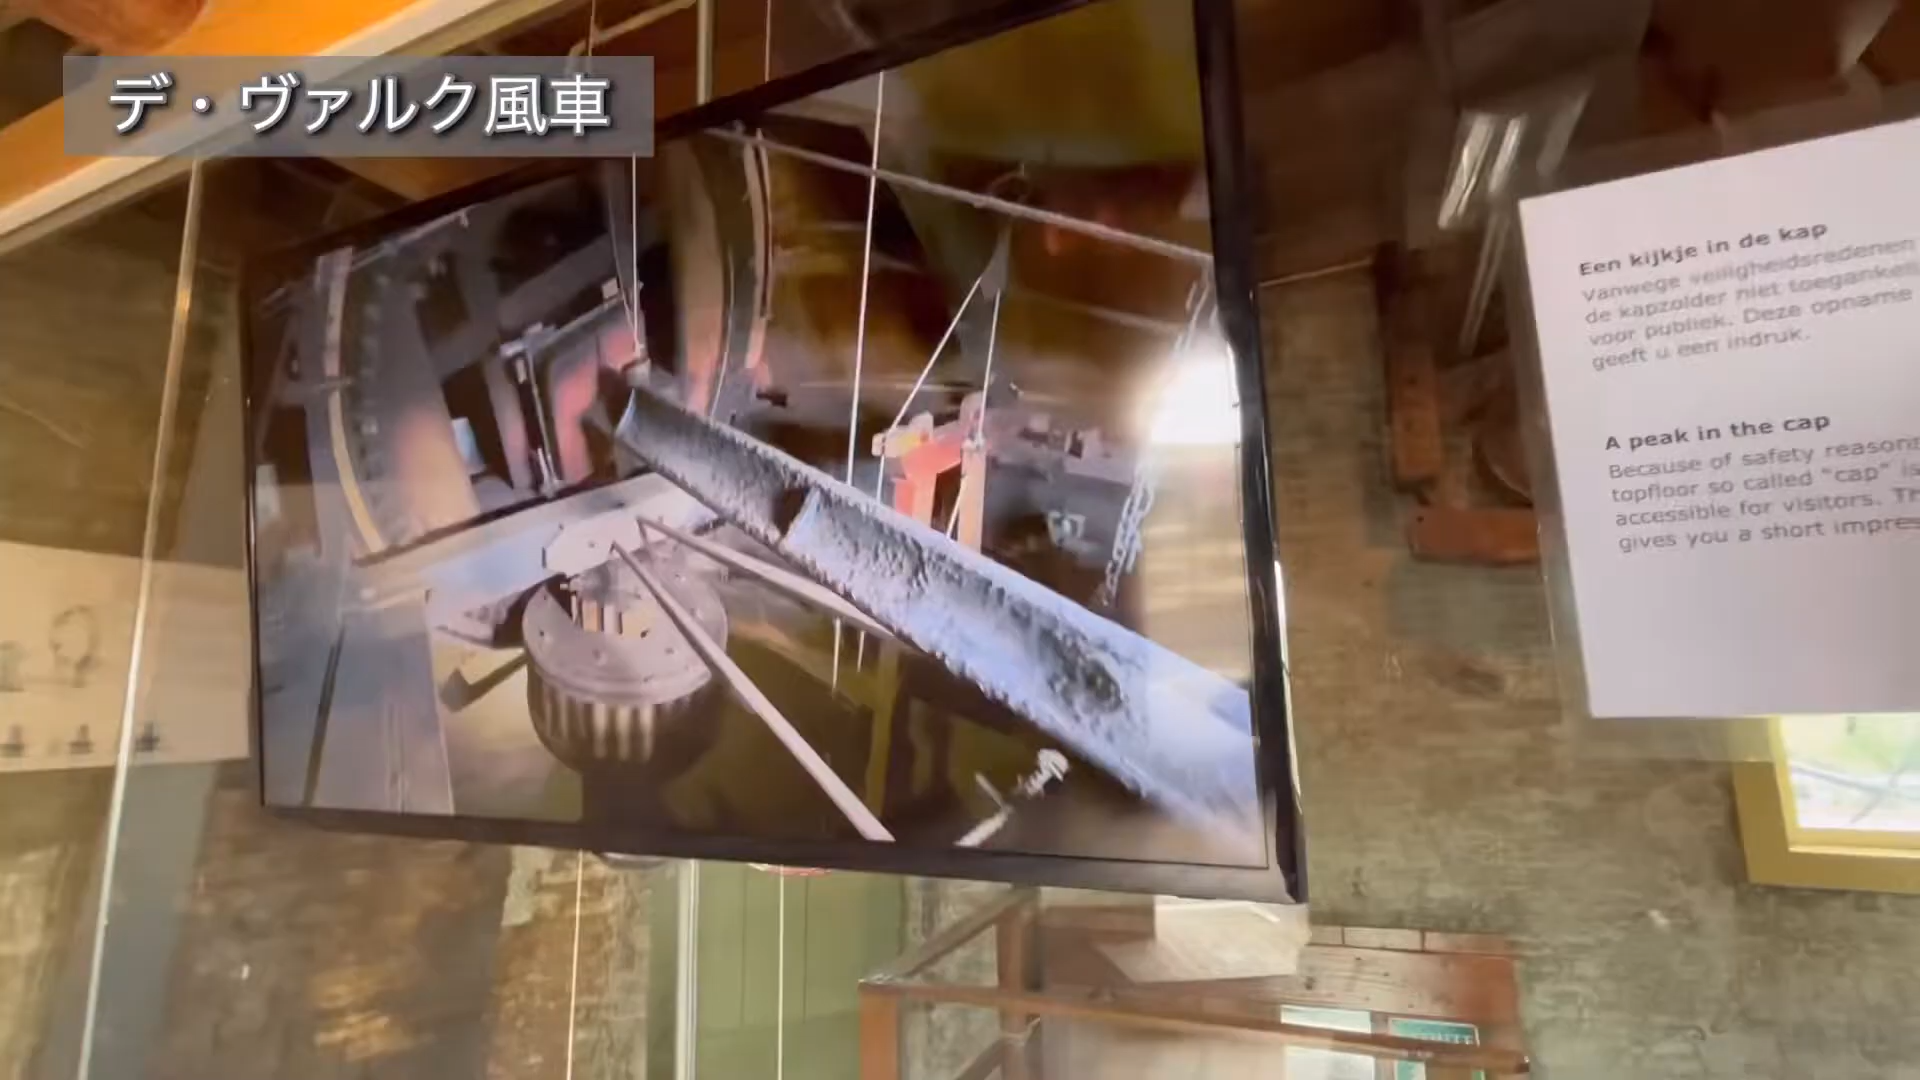 デ・ヴァルク風車
Een kijkje in de kap
Vanwege veiligheidsredenen
de kapzolder niet toegankeli
voor publiek. Deze opname
geeft u een indruk.
A peak in the cap
Because of safety reasons
topfloor so called "cap" is
accessible for visitors. Th
gives you a short impres